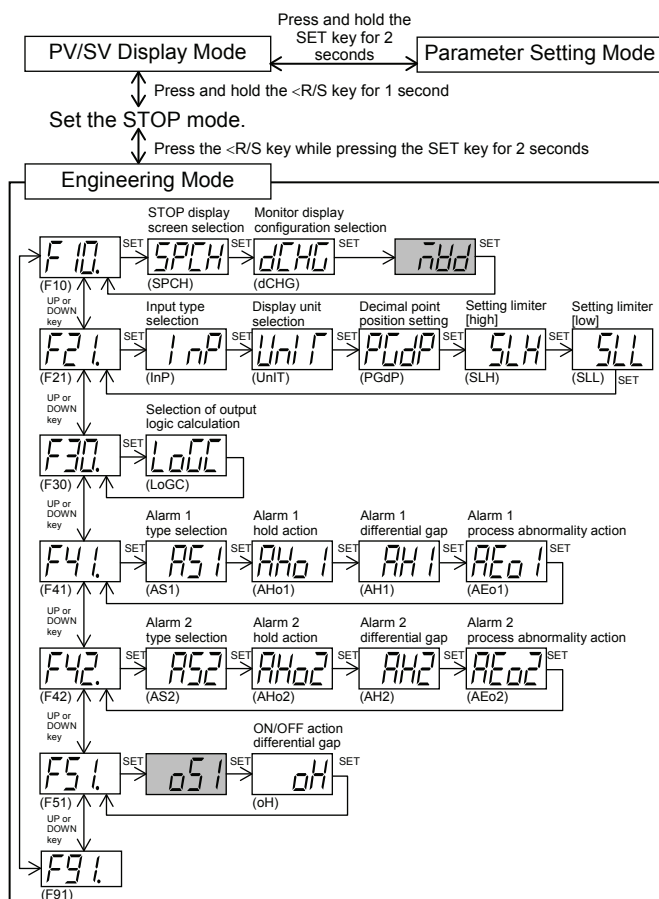 Press and hold the
SET key for 2
seconds
PV/SV Display Mode
Parameter Setting Mode
Press and hold the <R/S key for 1 second
Set the STOP mode.
Press the <R/S key while pressing the SET key for 2 seconds
Engineering Mode
STOP display
screen selection
Monitor display
configuration selection
F10. SET SPCH SET dCHG SET SET
(F10) (SPCH) (dCHG)
UP or
DOWN
key
Input type
selection
Display unit
selection
Decimal point
position setting
Setting limiter
[high]
Setting limiter
[low]
F21. SET InP SET UnIT SET PGdP SET SLH SET SLL
(F21) (InP) (UnIT) (PGdP) (SLH) (SLL) SET
UP or
DOWN
key
Selection of output
logic calculation
F30. SET LoGC
(F30) (LoGC) SET
UP or
DOWN
key
Alarm 1
type selection
Alarm 1
hold action
Alarm 1
differential gap
Alarm 1
process abnormality action
F41. SET AS1 SET AHo1 SET AH1 SET AEo1 SET
(F41) (AS1) (AHo1) (AH1) (AEo1)
UP or
DOWN
key
Alarm 2
type selection
Alarm 2
hold action
Alarm 2
differential gap
Alarm 2
process abnormality action
F42. SET AS2 SET AHo2 SET AH2 SET AEo2 SET
(F42) (AS2) (AHo2) (AH2) (AEo2)
UP or
DOWN
key
ON/OFF action
differential gap
F51. SET oS1 SET oH SET
(F51) (oH)
UP or
DOWN
key
F91.
(F91)